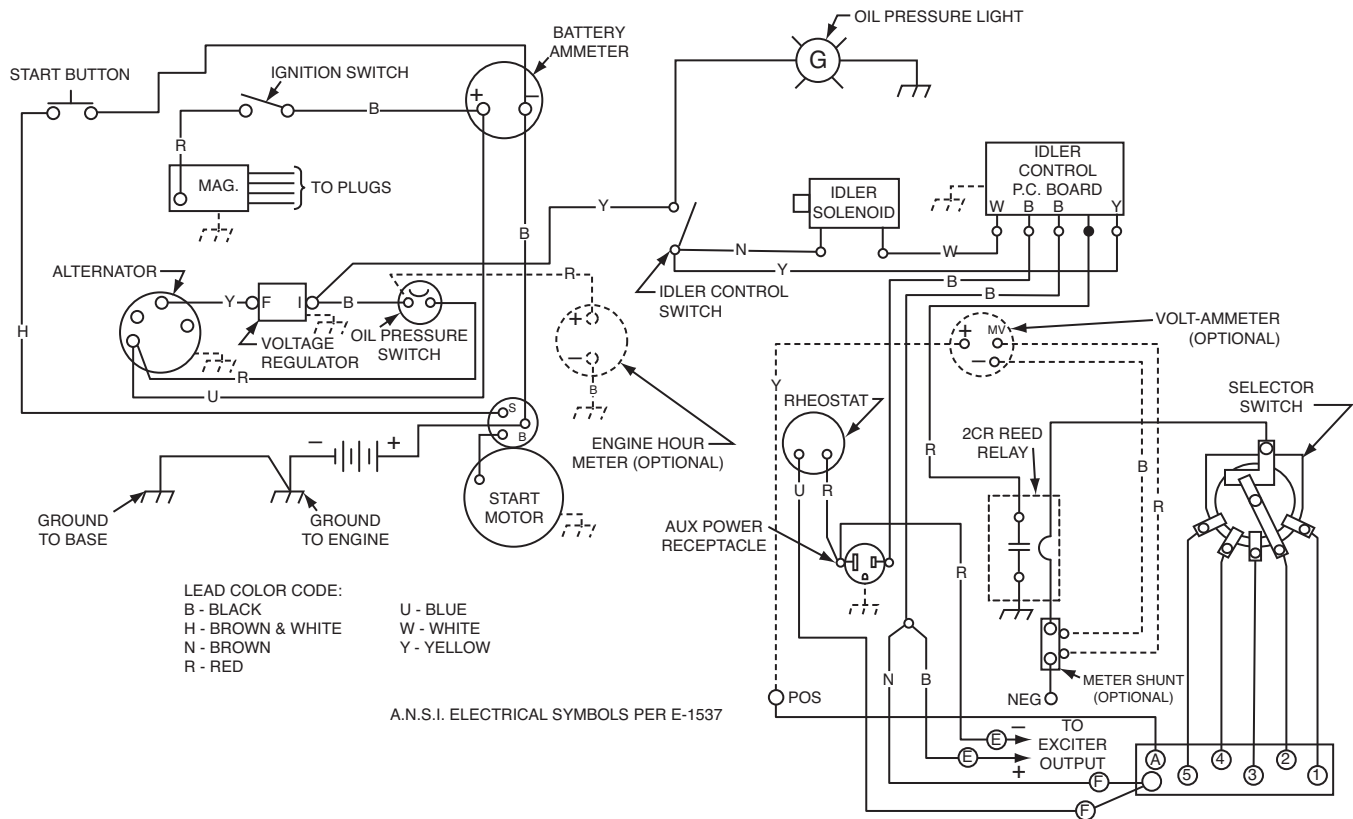 OIL PRESSURE LIGHT
G
BATTERY
AMMETER
START BUTTON
IGNITION SWITCH
+
−
B
R
MAG.
TO PLUGS
IDLER
CONTROL
P.C. BOARD
W
B
B
Y
IDLER
SOLENOID
Y
B
N
W
Y
IDLER CONTROL
SWITCH
B
B
ALTERNATOR
Y
F
I
B
R
VOLTAGE
REGULATOR
OIL PRESSURE
SWITCH
R
U
H
+
−
B
ENGINE HOUR
METER (OPTIONAL)
+
MV
−
VOLT-AMMETER
(OPTIONAL)
Y
RHEOSTAT
U
R
R
2CR REED
RELAY
B
R
SELECTOR
SWITCH
S
B
−
+
START
MOTOR
GROUND
TO BASE
GROUND
TO ENGINE
AUX POWER
RECEPTACLE
R
LEAD COLOR CODE:
B - BLACK
H - BROWN & WHITE
N - BROWN
R - RED
U - BLUE
W - WHITE
Y - YELLOW
A.N.S.I. ELECTRICAL SYMBOLS PER E-1537
N
B
POS
NEG
METER SHUNT
(OPTIONAL)
E
−
E
+
TO
EXCITER
OUTPUT
F
F
A
5
4
3
2
1